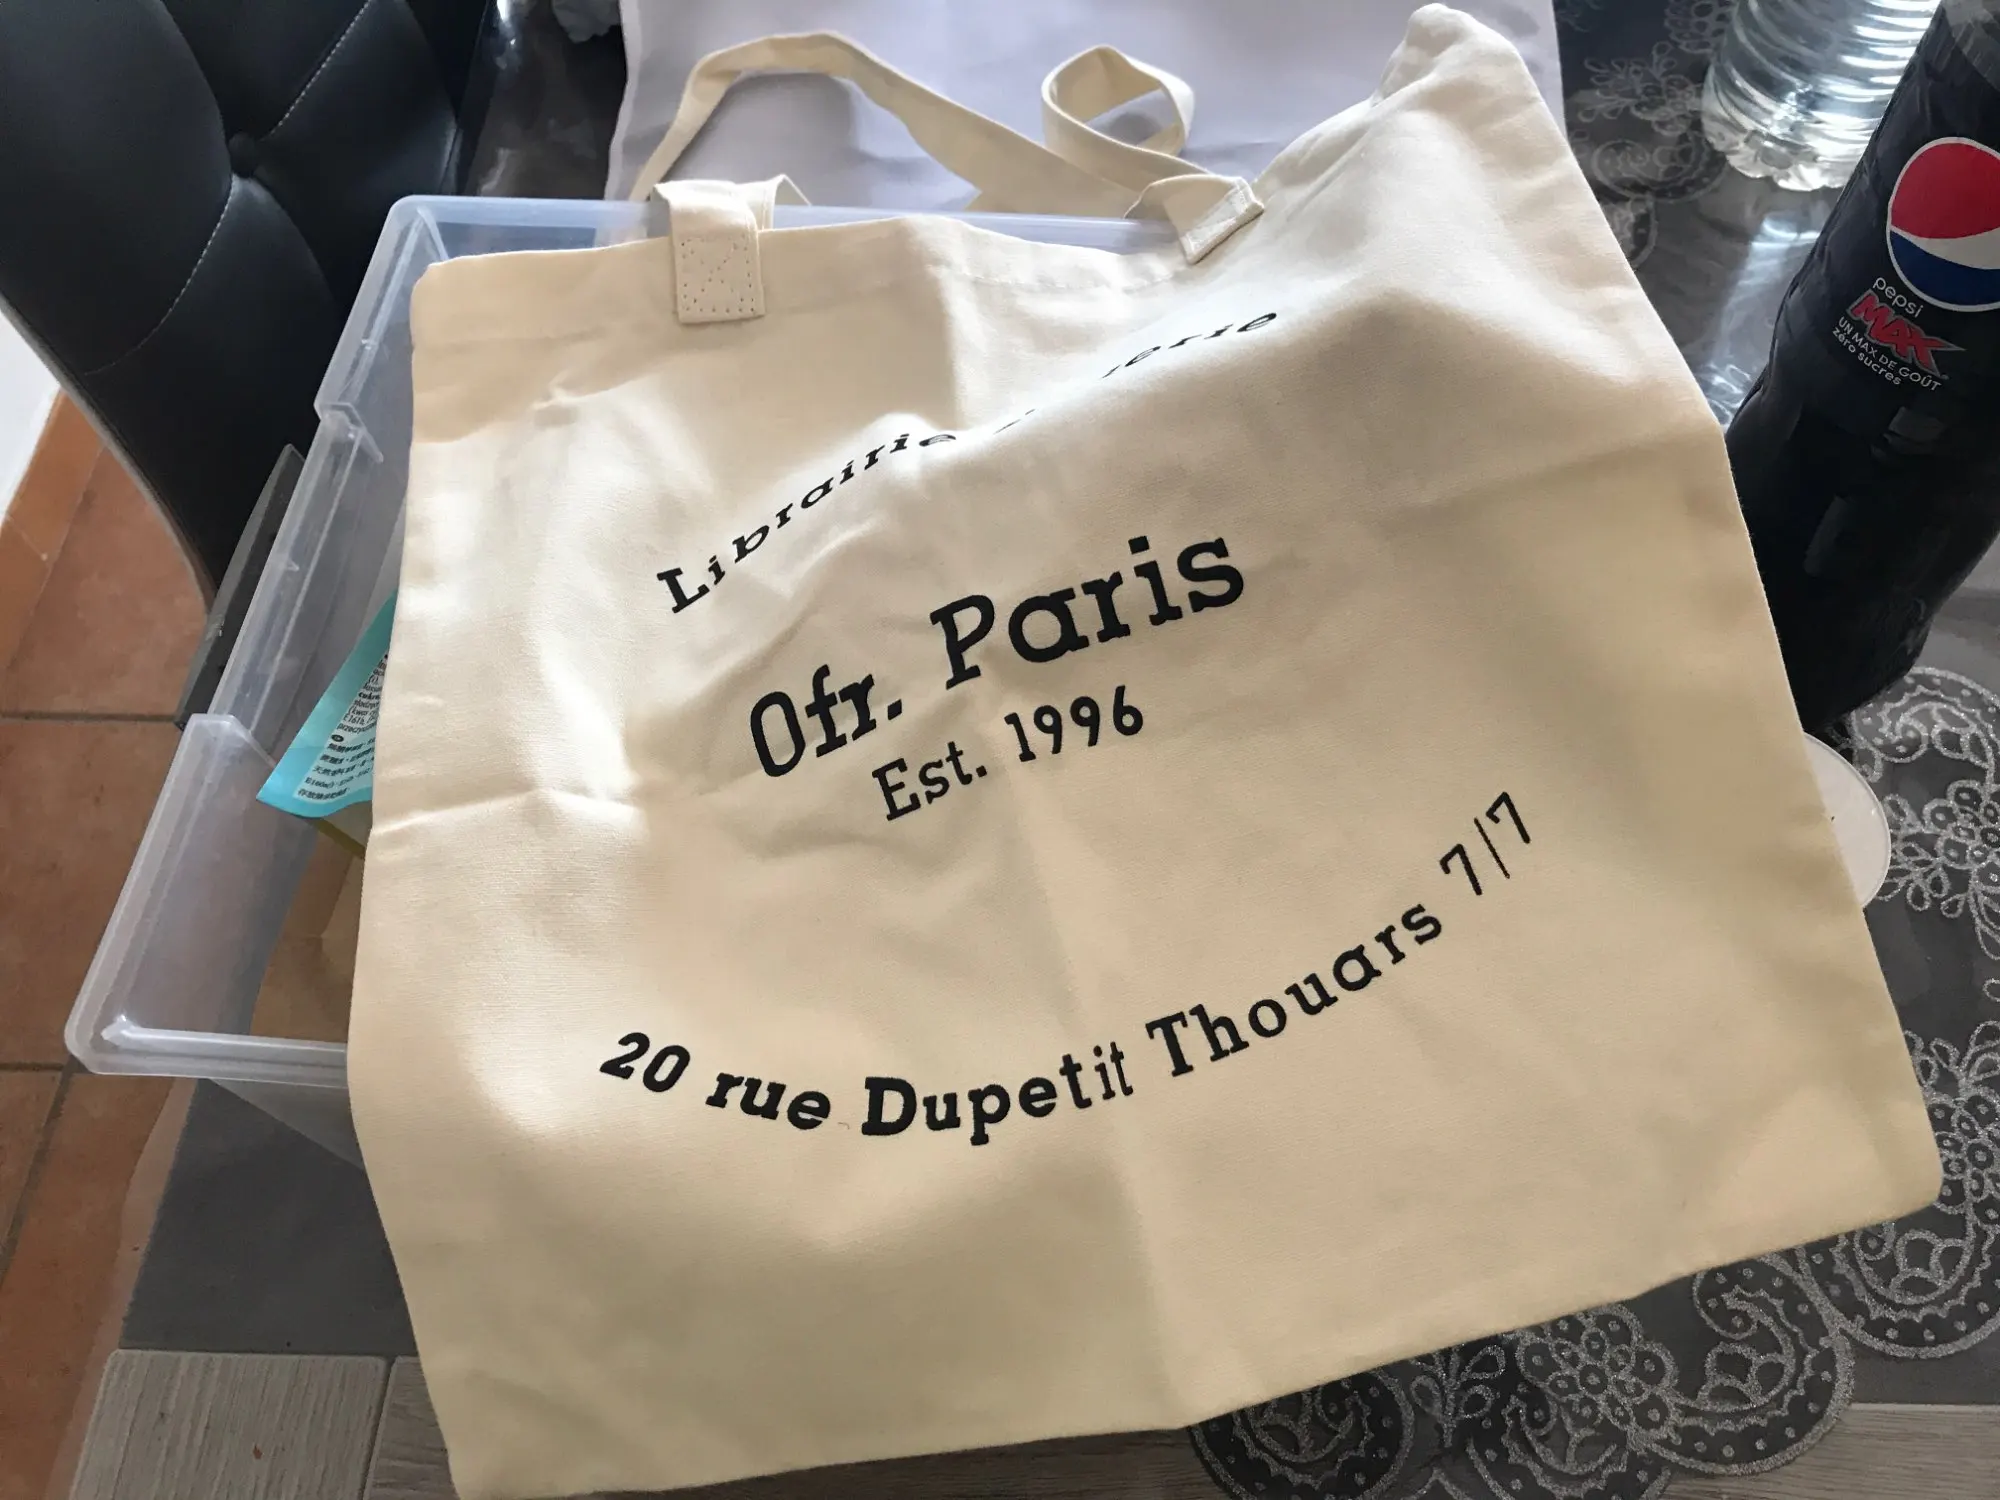 Librairie
Ofr. Paris
Est. 1996
20 rue Dupetit Thouars 7/7
pepsi
MAX
UN MAX DE GOÛT
zéro sucres